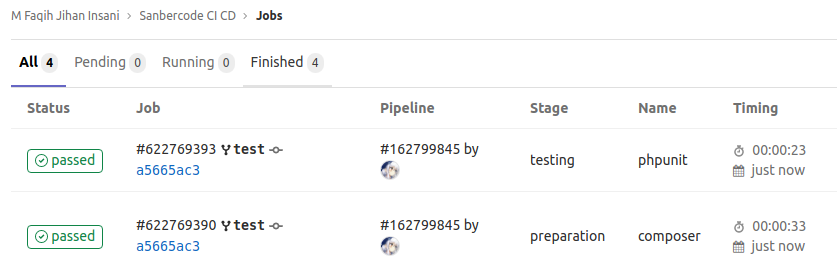 M Faqih Jihan Insani › Sanbercode CI CD › Jobs
All 4 Pending 0 Running 0 Finished 4
Status Job Pipeline Stage Name Timing
passed #622769393 test a5665ac3 #162799845 by testing phpunit 00:00:23 just now
passed #622769390 test a5665ac3 #162799845 by preparation composer 00:00:33 just now